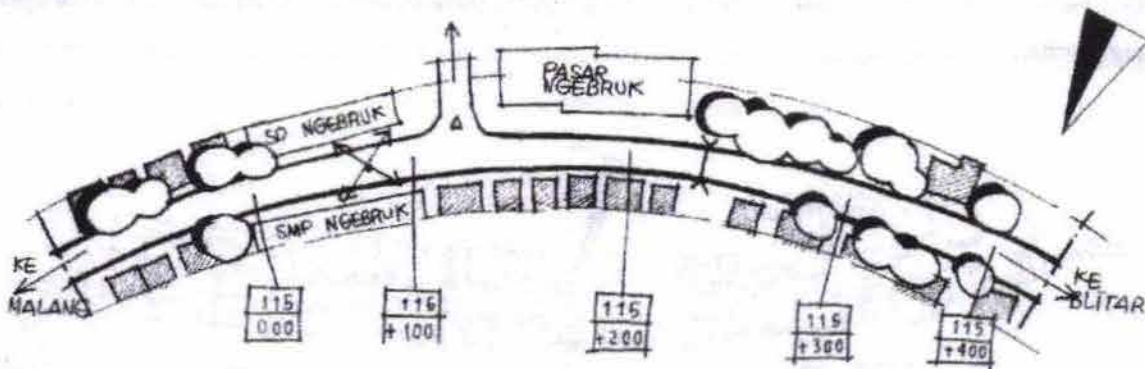 PASAR
NGEBRUK
SD NGEBRUK
SMP NGEBRUK
KE
MALANG
KE
BLITAR
115
000
115
+100
115
+200
115
+300
115
+400